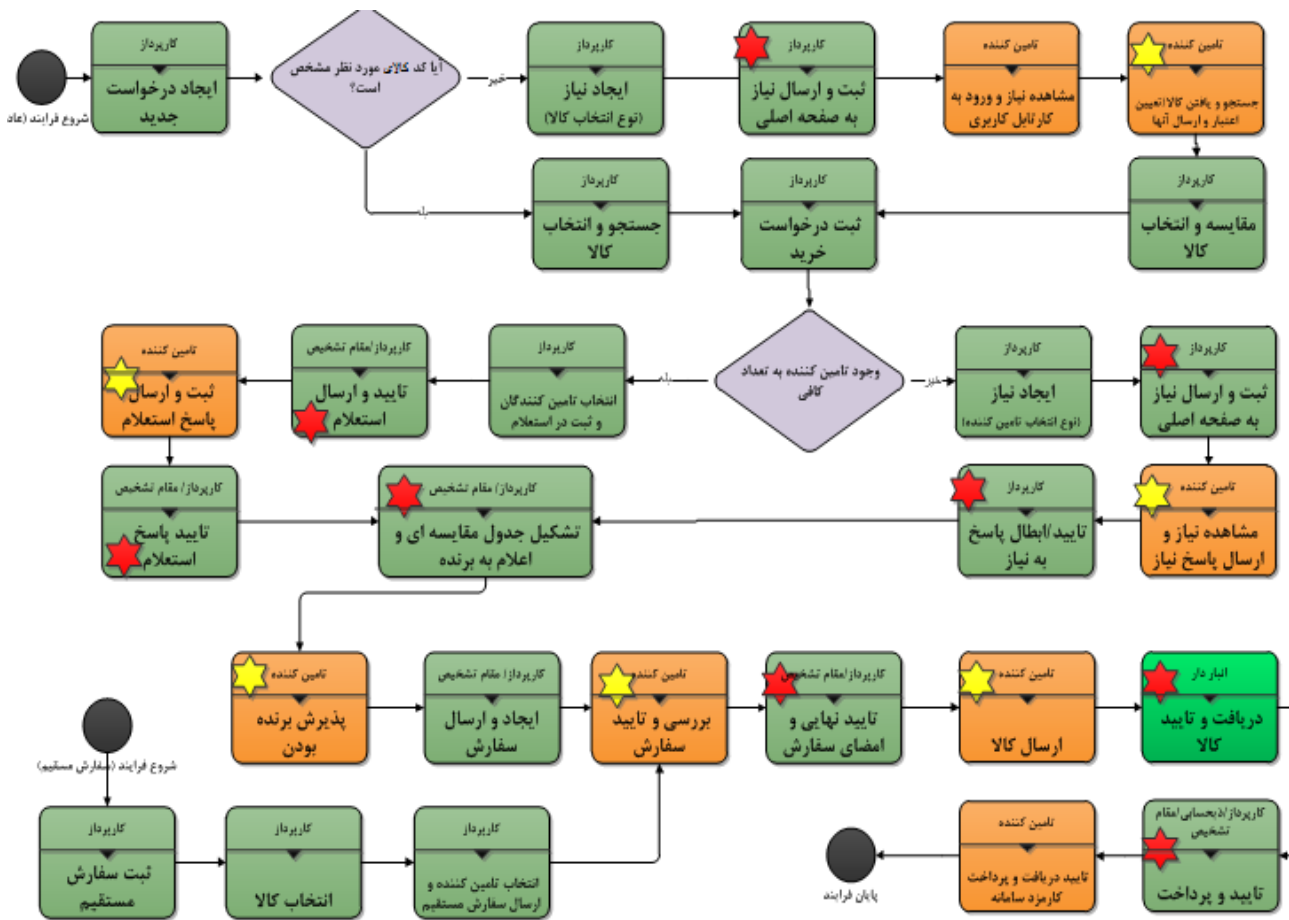 کارپرداز
ایجاد درخواست
جدید
شروع فرایند (عاد
آیا کد کالای مورد نظر مشخص
است؟
خیر
بله
کارپرداز
ایجاد نیاز
(نوع انتخاب کالا)
کارپرداز
ثبت و ارسال نیاز
به صفحه اصلی
تامین کننده
مشاهده نیاز و ورود به
کارتابل کاربری
تامین کننده
جستجو و یافتن کالا/تعیین
اعتبار و ارسال آنها
کارپرداز
جستجو و انتخاب
کالا
کارپرداز
ثبت درخواست
خرید
کارپرداز
مقایسه و انتخاب
کالا
وجود تامین کننده به تعداد
کافی
بله
خیر
کارپرداز
انتخاب تامین کنندگان
و ثبت در استعلام
کارپرداز/مقام تشخیص
تایید و ارسال
استعلام
تامین کننده
ثبت و ارسال
پاسخ استعلام
کارپرداز
ایجاد نیاز
(نوع انتخاب تامین کننده)
کارپرداز
ثبت و ارسال نیاز
به صفحه اصلی
کارپرداز/ مقام تشخیص
تایید پاسخ
استعلام
کارپرداز/ مقام تشخیص
تشکیل جدول مقایسه ای و
اعلام به برنده
کارپرداز
تایید/ابطال پاسخ
به نیاز
تامین کننده
مشاهده نیاز و
ارسال پاسخ نیاز
تامین کننده
پذیرش برنده
بودن
کارپرداز/ مقام تشخیص
ایجاد و ارسال
سفارش
تامین کننده
بررسی و تایید
سفارش
کارپرداز/مقام تشخیص
تایید نهایی و
امضای سفارش
تامین کننده
ارسال کالا
انبار دار
دریافت و تایید
کالا
شروع فرایند (سفارش مستقیم)
کارپرداز
ثبت سفارش
مستقیم
کارپرداز
انتخاب کالا
کارپرداز
انتخاب تامین کننده و
ارسال سفارش مستقیم
کارپرداز/ذیحسابی/مقام
تشخیص
تایید و پرداخت
تامین کننده
تایید دریافت و پرداخت
کارمزد سامانه
پایان فرایند